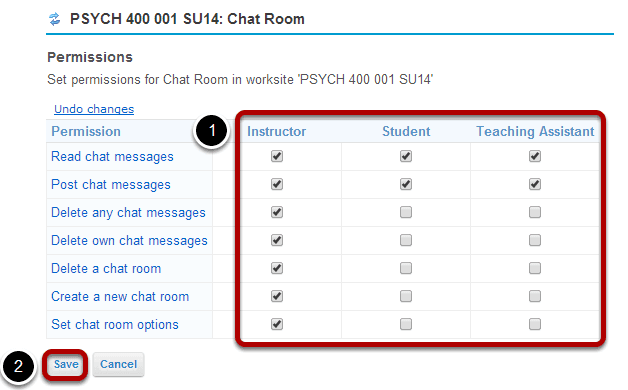 PSYCH 400 001 SU14: Chat Room
Permissions
Set permissions for Chat Room in worksite 'PSYCH 400 001 SU14'
Undo changes
1
Permission Instructor Student Teaching Assistant
Read chat messages
Post chat messages
Delete any chat messages
Delete own chat messages
Delete a chat room
Create a new chat room
Set chat room options
2 Save Cancel